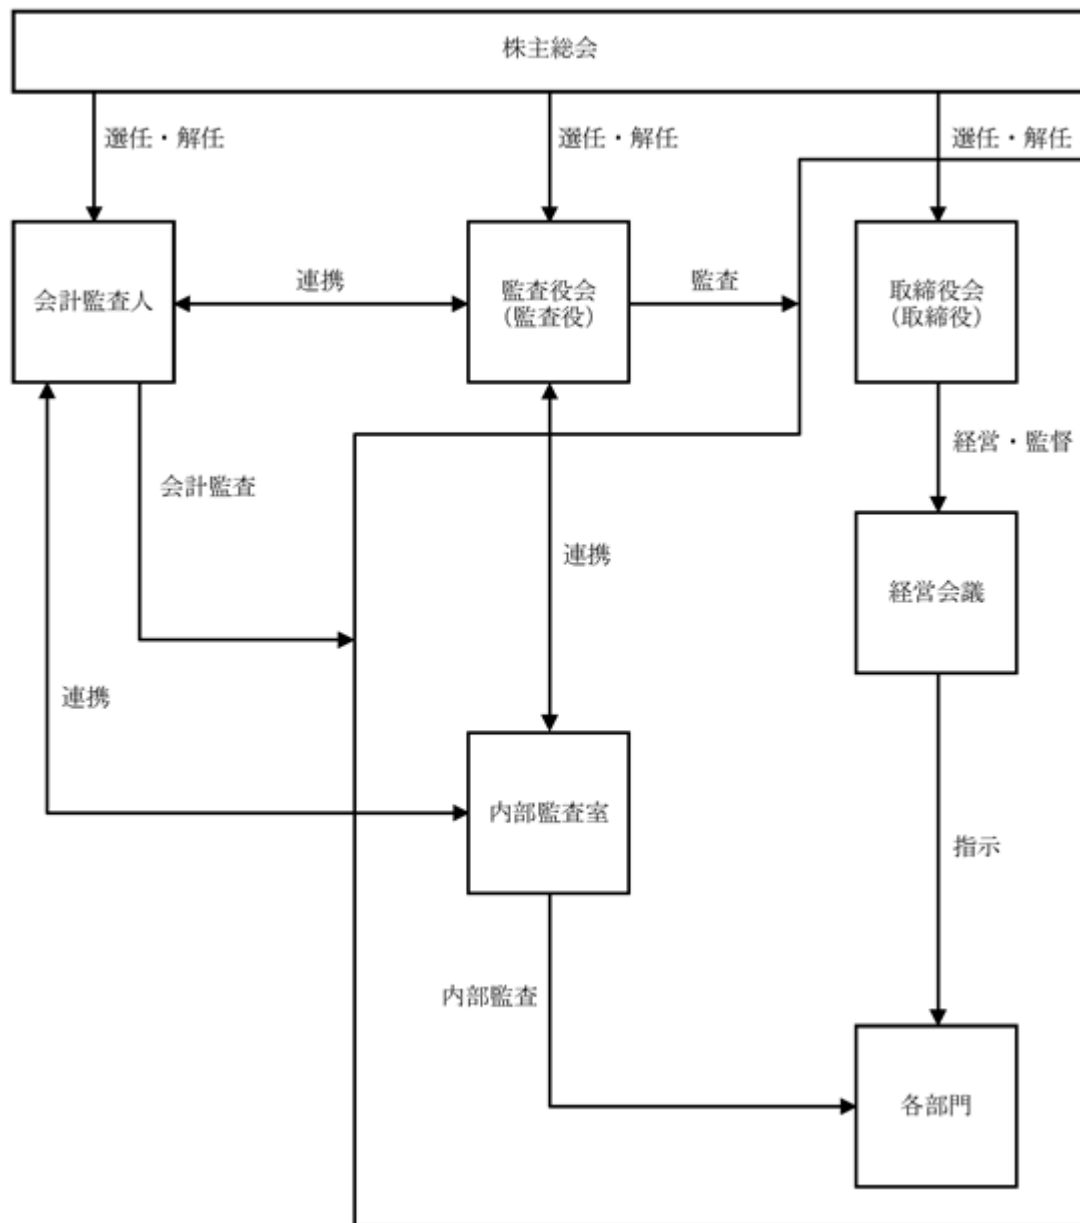 株主総会
選任・解任
選任・解任
選任・解任
会計監査人
連携
監査役会
(監査役)
監査
取締役会
(取締役)
経営・監督
会計監査
連携
経営会議
連携
内部監査室
指示
内部監査
各部門